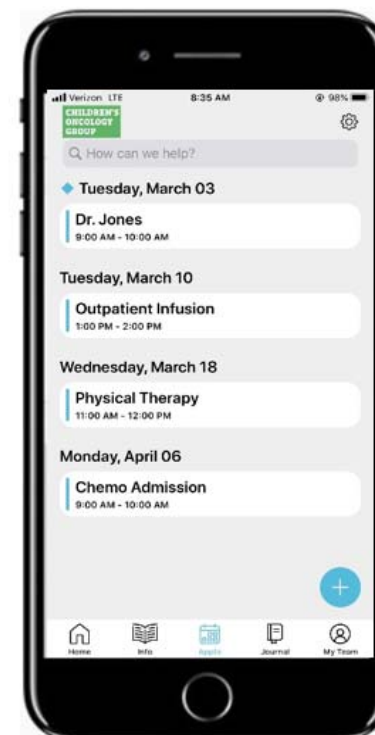 Verizon LTE 8:35 AM 98%
CHILDREN'S
ONCOLOGY
GROUP
How can we help?
Tuesday, March 03
Dr. Jones
9:00 AM - 10:00 AM
Tuesday, March 10
Outpatient Infusion
1:00 PM - 2:00 PM
Wednesday, March 18
Physical Therapy
11:00 AM - 12:00 PM
Monday, April 06
Chemo Admission
9:00 AM - 10:00 AM
Home Info Appts Journal My Team